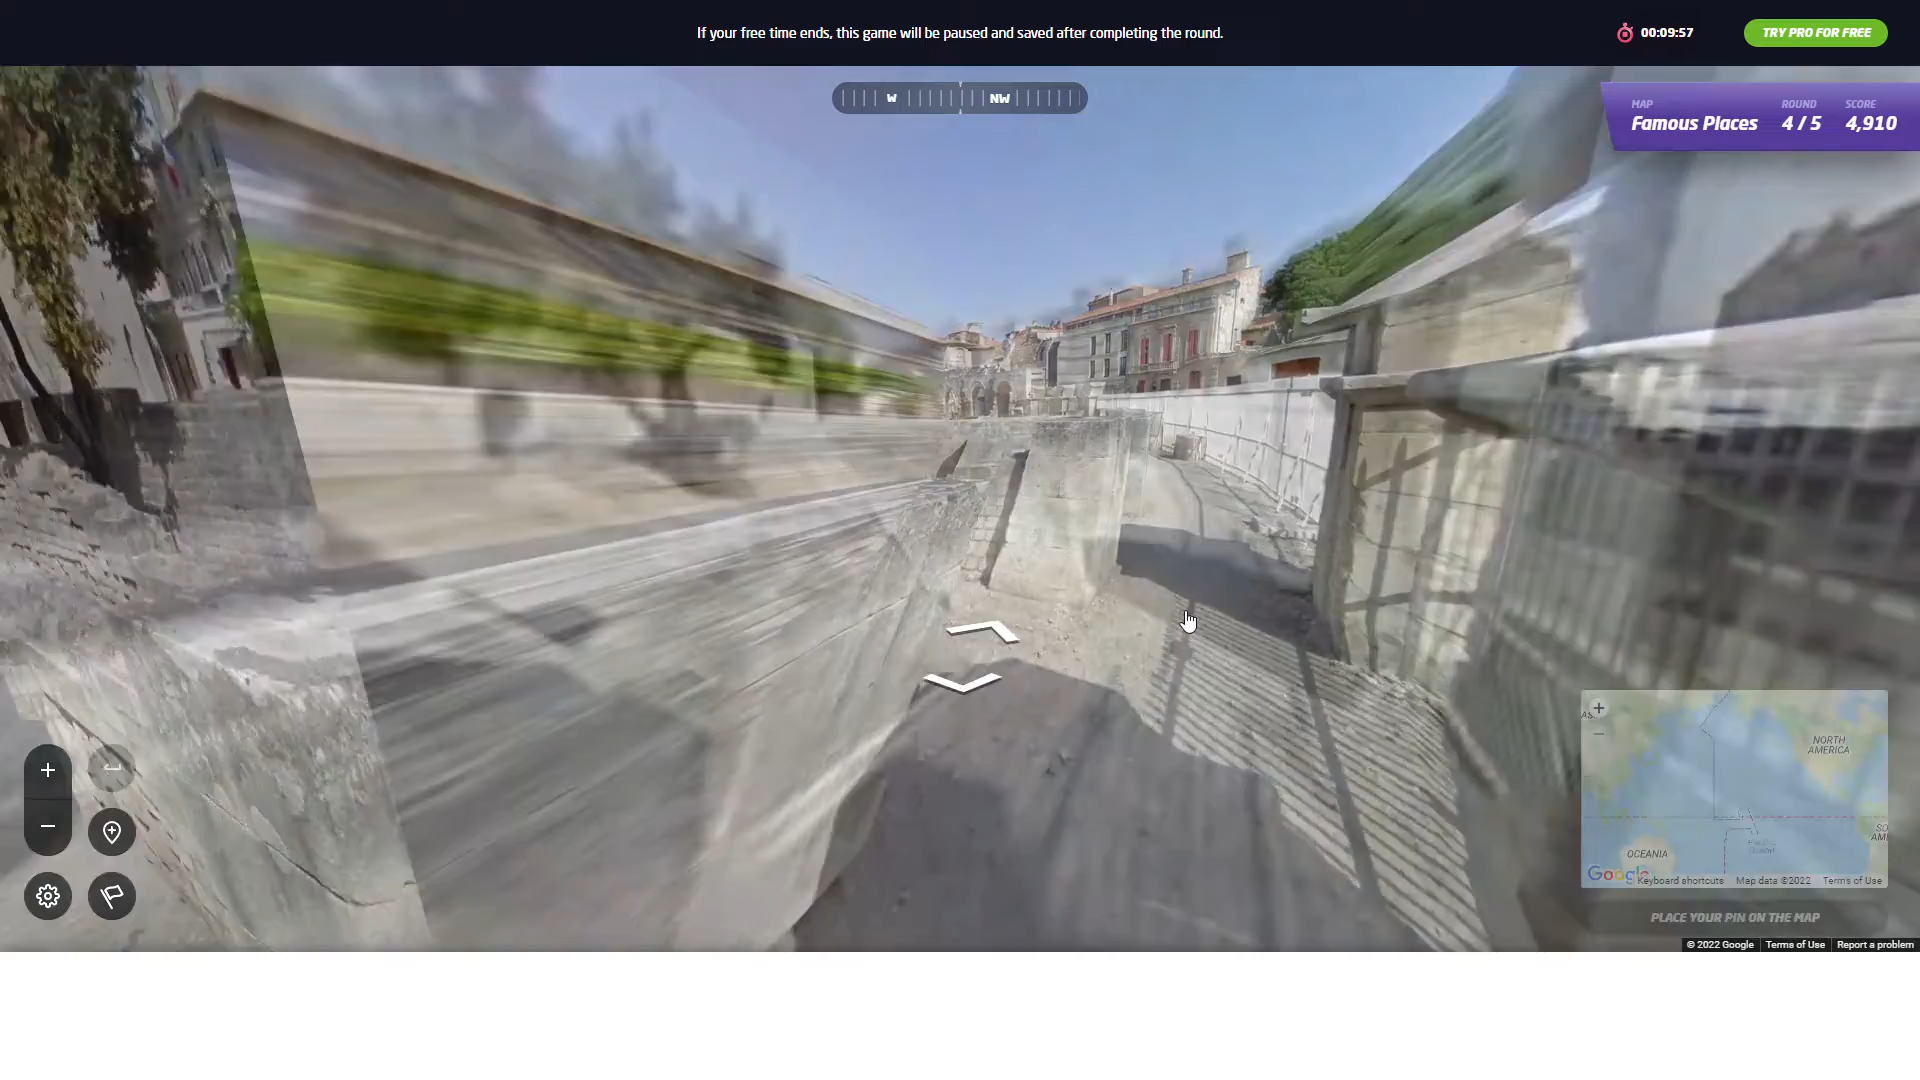 If your free time ends, this game will be paused and saved after completing the round.
00:09:57
TRY PRO FOR FREE
W
NW
MAP
ROUND
SCORE
Famous Places
4 / 5
4,910
NORTH
AMERICA
OCEANIA
Google
Keyboard shortcuts
Map data ©2022
Terms of Use
PLACE YOUR PIN ON THE MAP
© 2022 Google
Terms of Use
Report a problem